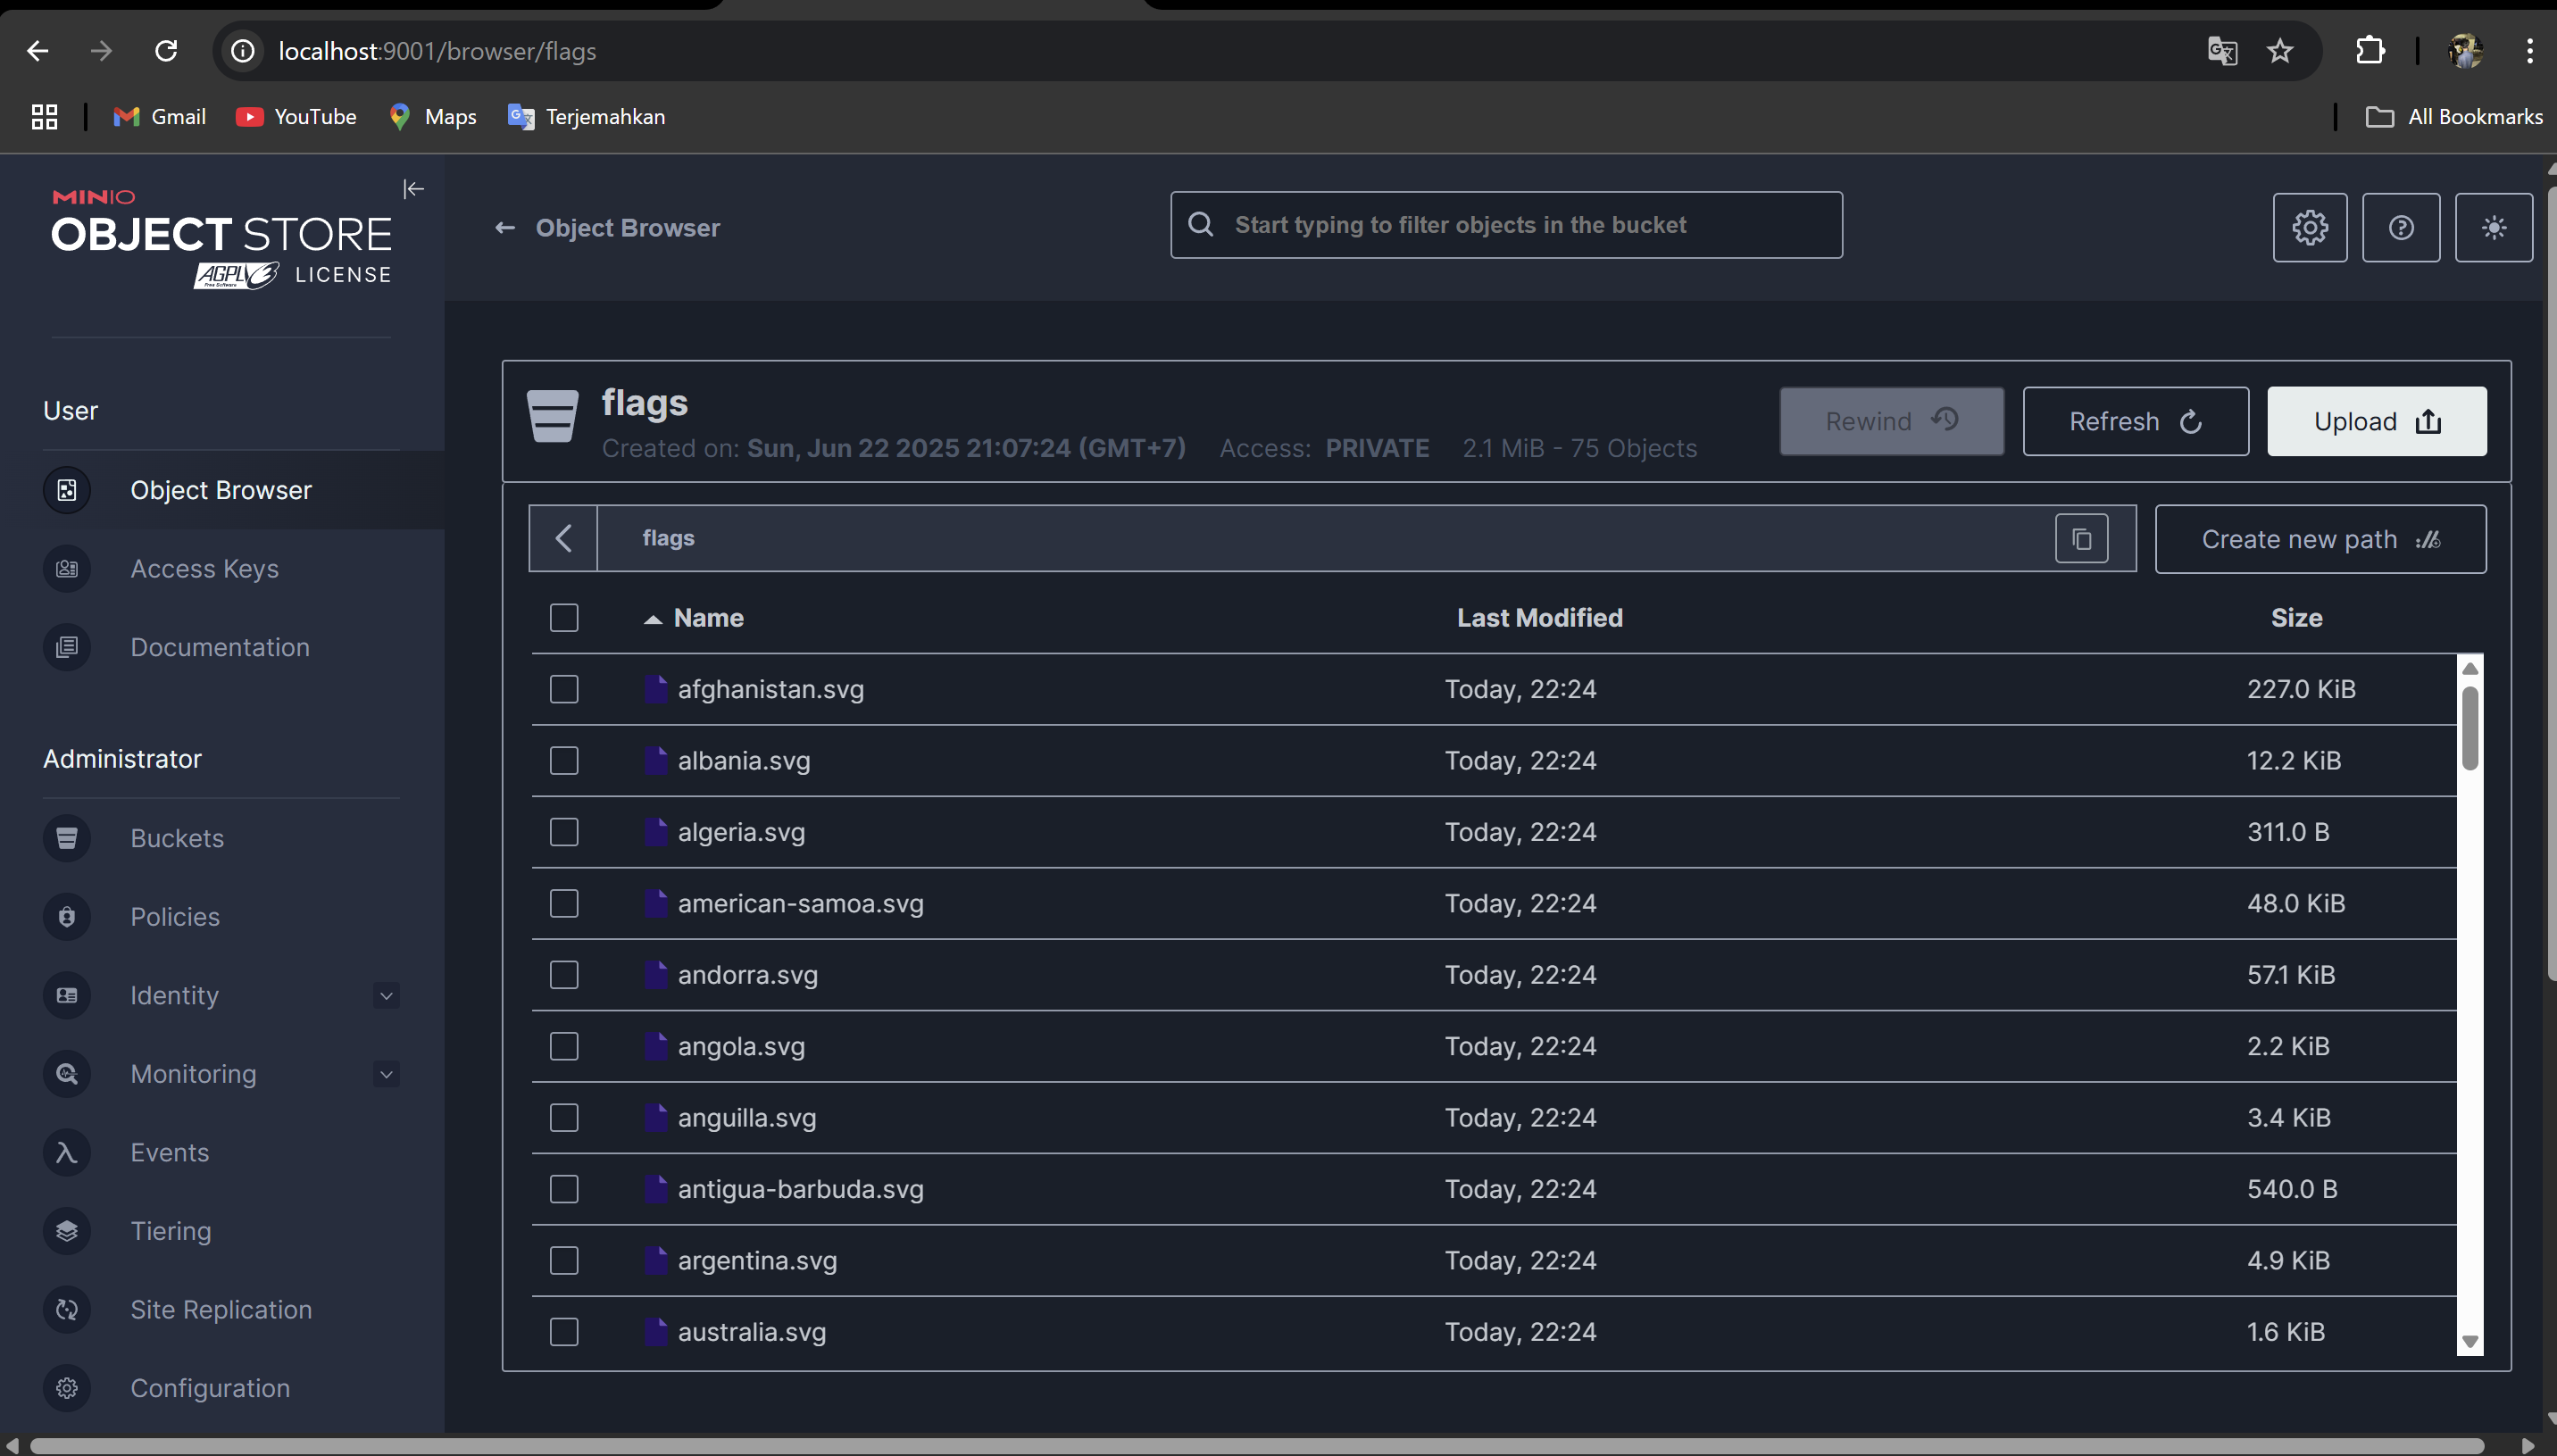 localhost:9001/browser/flags
Gmail
YouTube
Maps
Terjemahkan
All Bookmarks
MINIO
OBJECT STORE
AGPL v3 LICENSE
Free Software
Object Browser
Start typing to filter objects in the bucket
User
Object Browser
Access Keys
Documentation
Administrator
Buckets
Policies
Identity
Monitoring
Events
Tiering
Site Replication
Configuration
flags
Created on: Sun, Jun 22 2025 21:07:24 (GMT+7) Access: PRIVATE 2.1 MiB - 75 Objects
Rewind
Refresh
Upload
flags
Create new path
Name Last Modified Size
afghanistan.svg Today, 22:24 227.0 KiB
albania.svg Today, 22:24 12.2 KiB
algeria.svg Today, 22:24 311.0 B
american-samoa.svg Today, 22:24 48.0 KiB
andorra.svg Today, 22:24 57.1 KiB
angola.svg Today, 22:24 2.2 KiB
anguilla.svg Today, 22:24 3.4 KiB
antigua-barbuda.svg Today, 22:24 540.0 B
argentina.svg Today, 22:24 4.9 KiB
australia.svg Today, 22:24 1.6 KiB